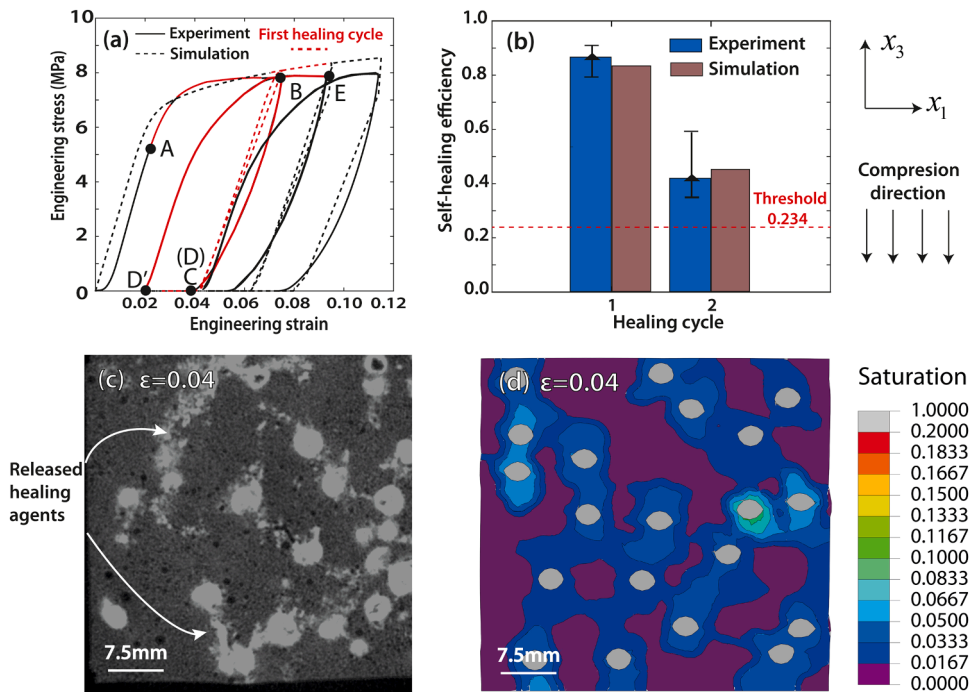 (a)
Experiment
Simulation
First healing cycle
Engineering stress (MPa)
10
8
6
4
2
0
A
B
E
(D)
C
D′
0.02 0.04 0.06 0.08 0.10 0.12
Engineering strain
(b)
Experiment
Simulation
Self-healing efficiency
1.0
0.8
0.6
0.4
0.2
0.0
Threshold
0.234
1 2
Healing cycle
x3
x1
Compresion
direction
(c) ε=0.04
Released
healing
agents
7.5mm
(d) ε=0.04
7.5mm
Saturation
1.0000
0.2000
0.1833
0.1667
0.1500
0.1333
0.1167
0.1000
0.0833
0.0667
0.0500
0.0333
0.0167
0.0000